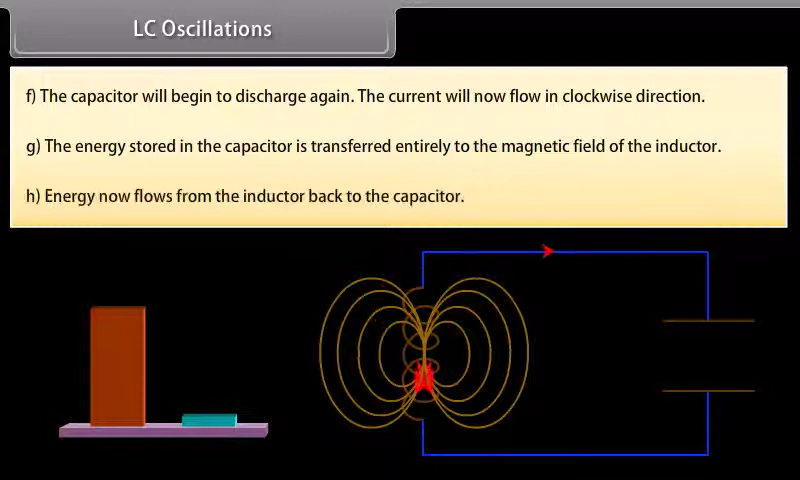 LC Oscillations
f) The capacitor will begin to discharge again. The current will now flow in clockwise direction.
g) The energy stored in the capacitor is transferred entirely to the magnetic field of the inductor.
h) Energy now flows from the inductor back to the capacitor.